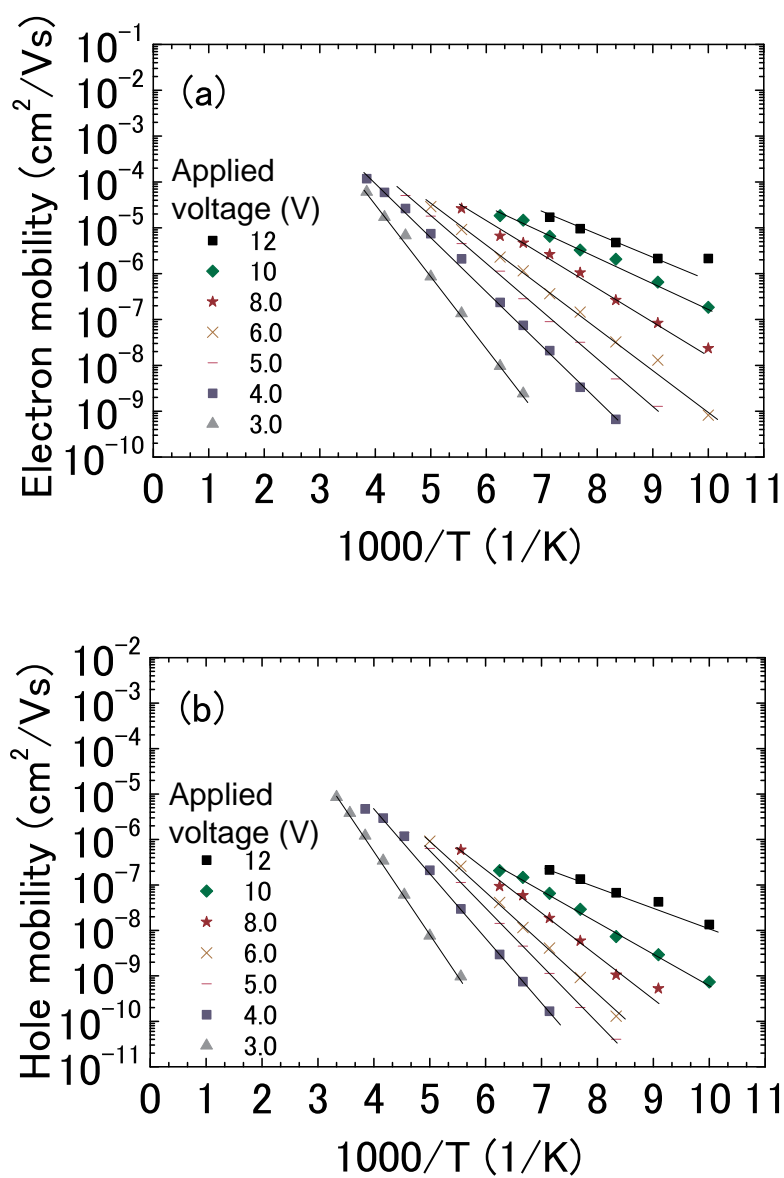 (a)
Electron mobility (cm²/Vs)
10⁻¹
10⁻²
10⁻³
10⁻⁴
10⁻⁵
10⁻⁶
10⁻⁷
10⁻⁸
10⁻⁹
10⁻¹⁰
Applied
voltage (V)
12
10
8.0
6.0
5.0
4.0
3.0
0 1 2 3 4 5 6 7 8 9 10 11
1000/T (1/K)
(b)
Hole mobility (cm²/Vs)
10⁻²
10⁻³
10⁻⁴
10⁻⁵
10⁻⁶
10⁻⁷
10⁻⁸
10⁻⁹
10⁻¹⁰
10⁻¹¹
Applied
voltage (V)
12
10
8.0
6.0
5.0
4.0
3.0
0 1 2 3 4 5 6 7 8 9 10 11
1000/T (1/K)